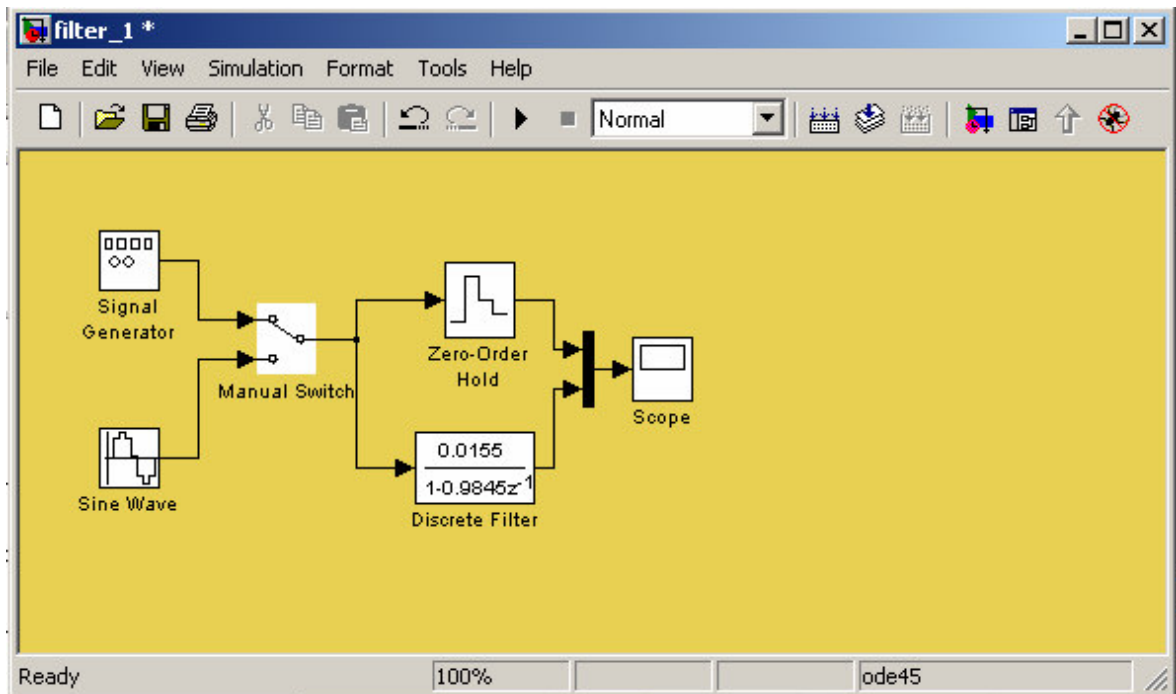 filter_1 *
File Edit View Simulation Format Tools Help
Normal
Signal
Generator
Manual Switch
Zero-Order
Hold
Scope
Sine Wave
0.0155
1-0.9845z⁻¹
Discrete Filter
Ready 100% ode45